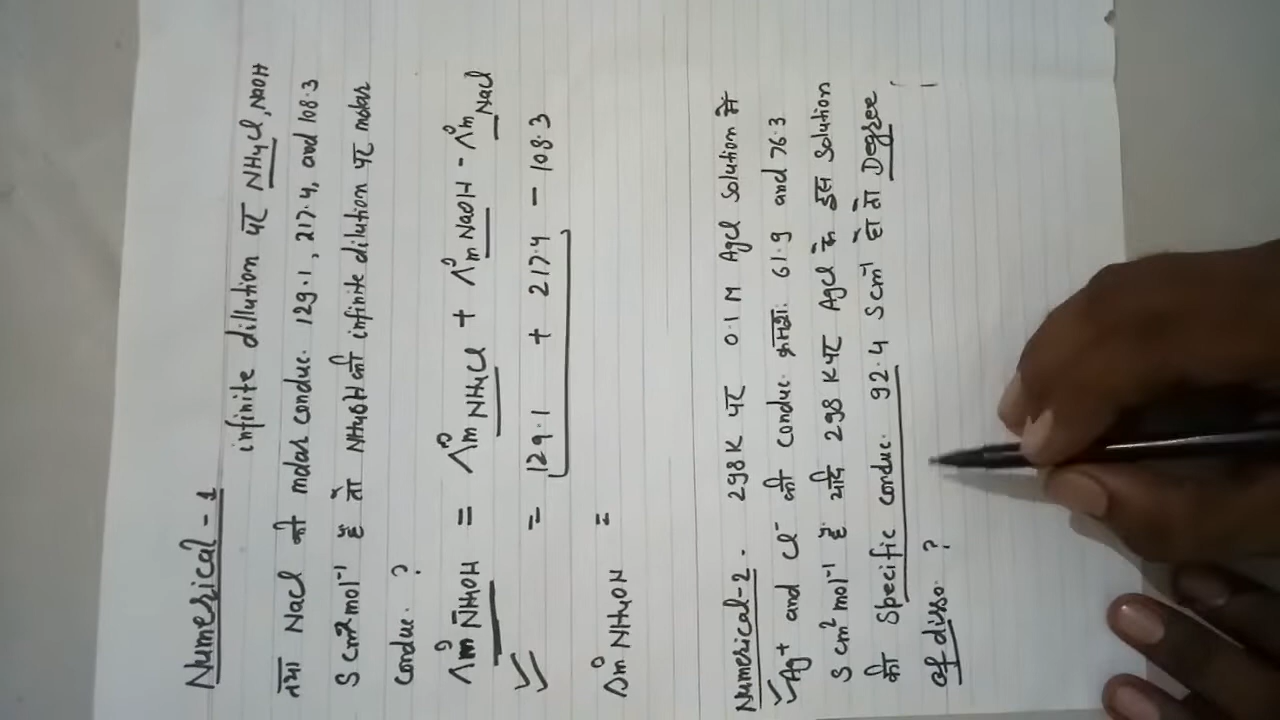 Numerical - 1
infinite dillution पर NH4Cl, NaOH
तथा NaCl की molar conduc. 129.1, 217.4, and 108.3
S cm² mol⁻¹ है तो NH4OH की infinite dilution पर molar
conduc. ?
Λ°m NH4OH = Λ°m NH4Cl + Λ°m NaOH - Λ°m NaCl
= 129.1 + 217.4 - 108.3
Λ°m NH4OH =
Numerical-2. 298K पर 0.1 M Agcl Solution में
Ag⁺ and Cl⁻ की Conduc. क्रमशः 61.9 and 76.3
S cm² mol⁻¹ है यदि 298 K पर Agcl के इस Solution
की Specific conduc. 92.4 S cm⁻¹ हो तो Degree
of disso. ?